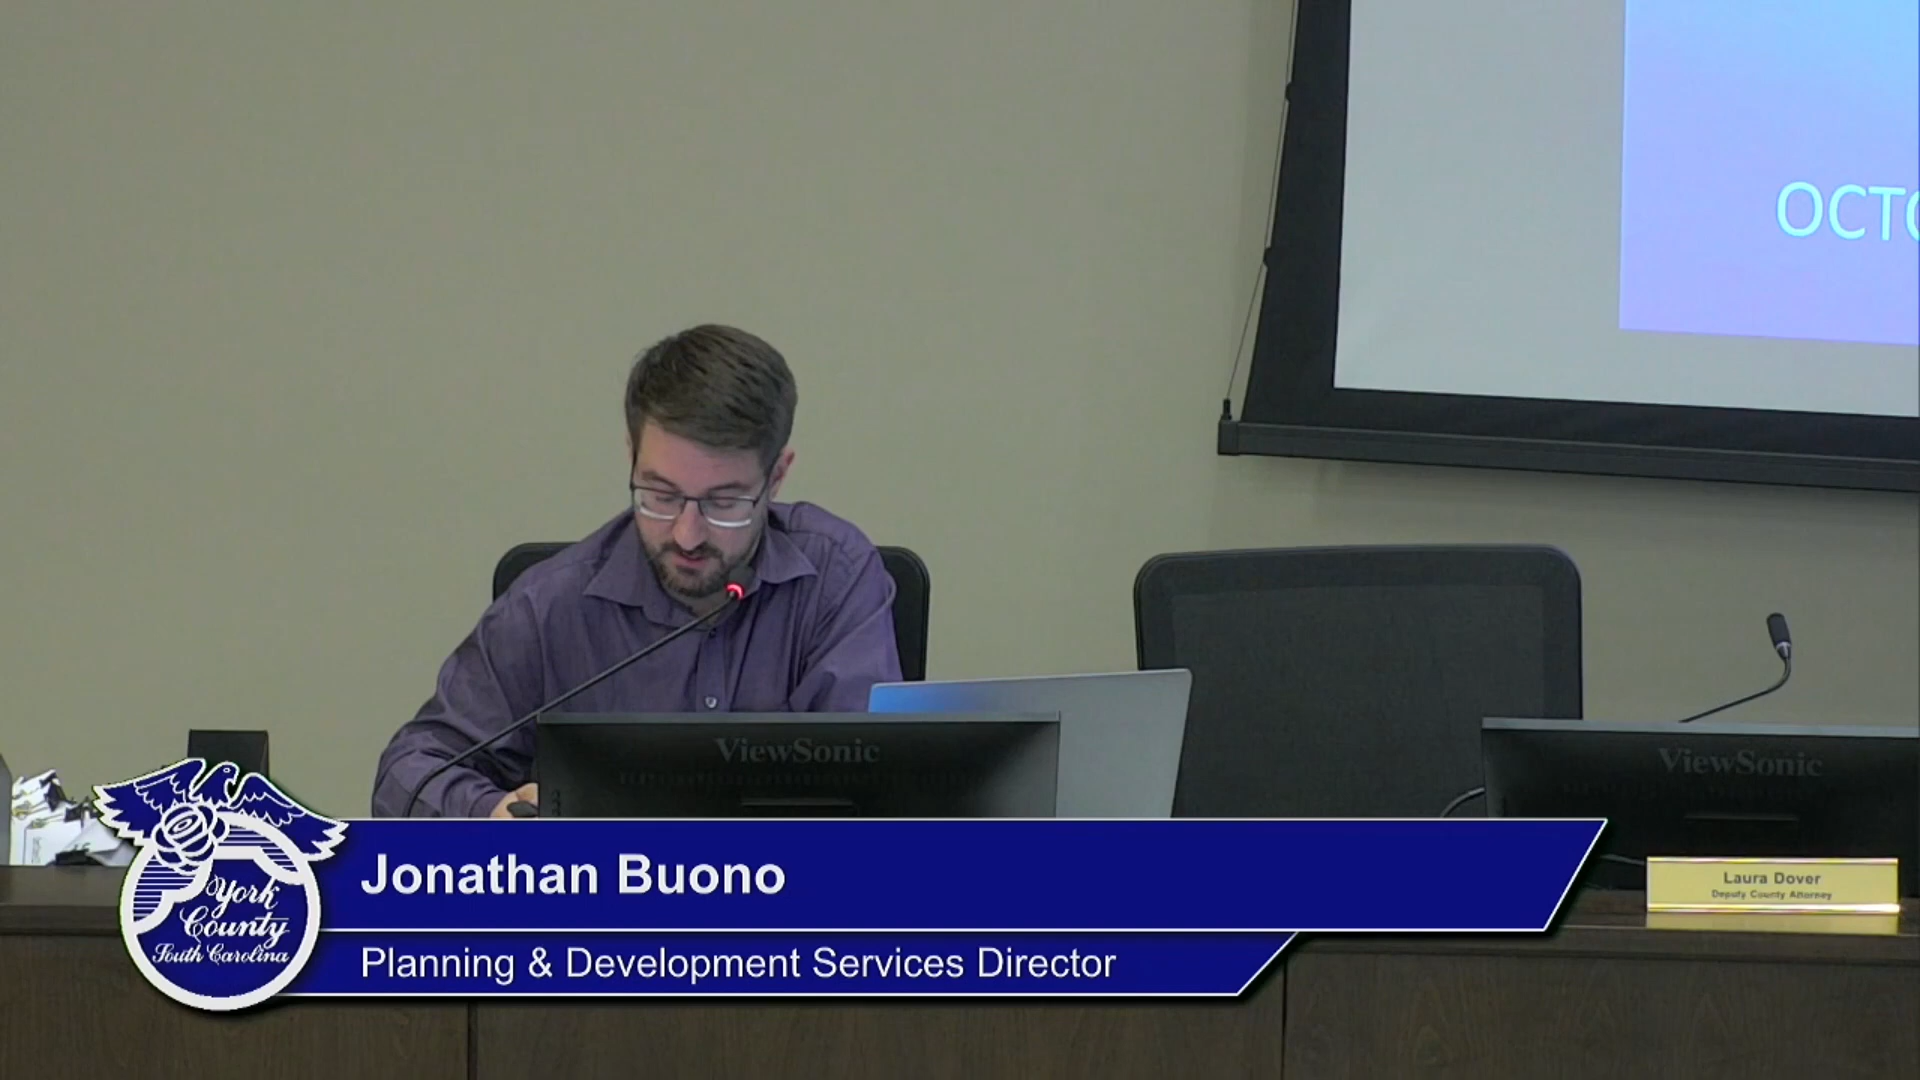 OCTO
ViewSonic
ViewSonic
Jonathan Buono
Laura Dover
Deputy County Attorney
York
County
South Carolina
Planning & Development Services Director